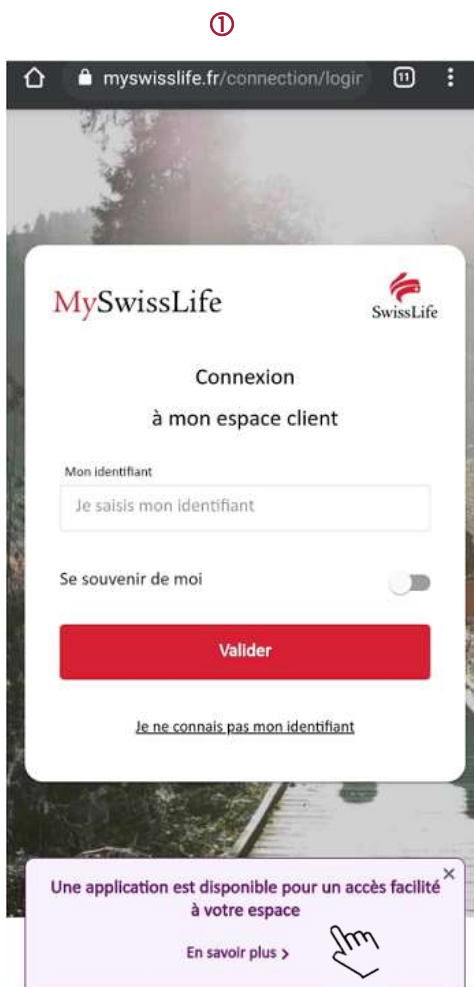 ①
myswisslife.fr/connection/login
11
MySwissLife
SwissLife
Connexion
à mon espace client
Mon identifiant
Je saisis mon identifiant
Se souvenir de moi
Valider
Je ne connais pas mon identifiant
Une application est disponible pour un accès facilité
à votre espace
En savoir plus >